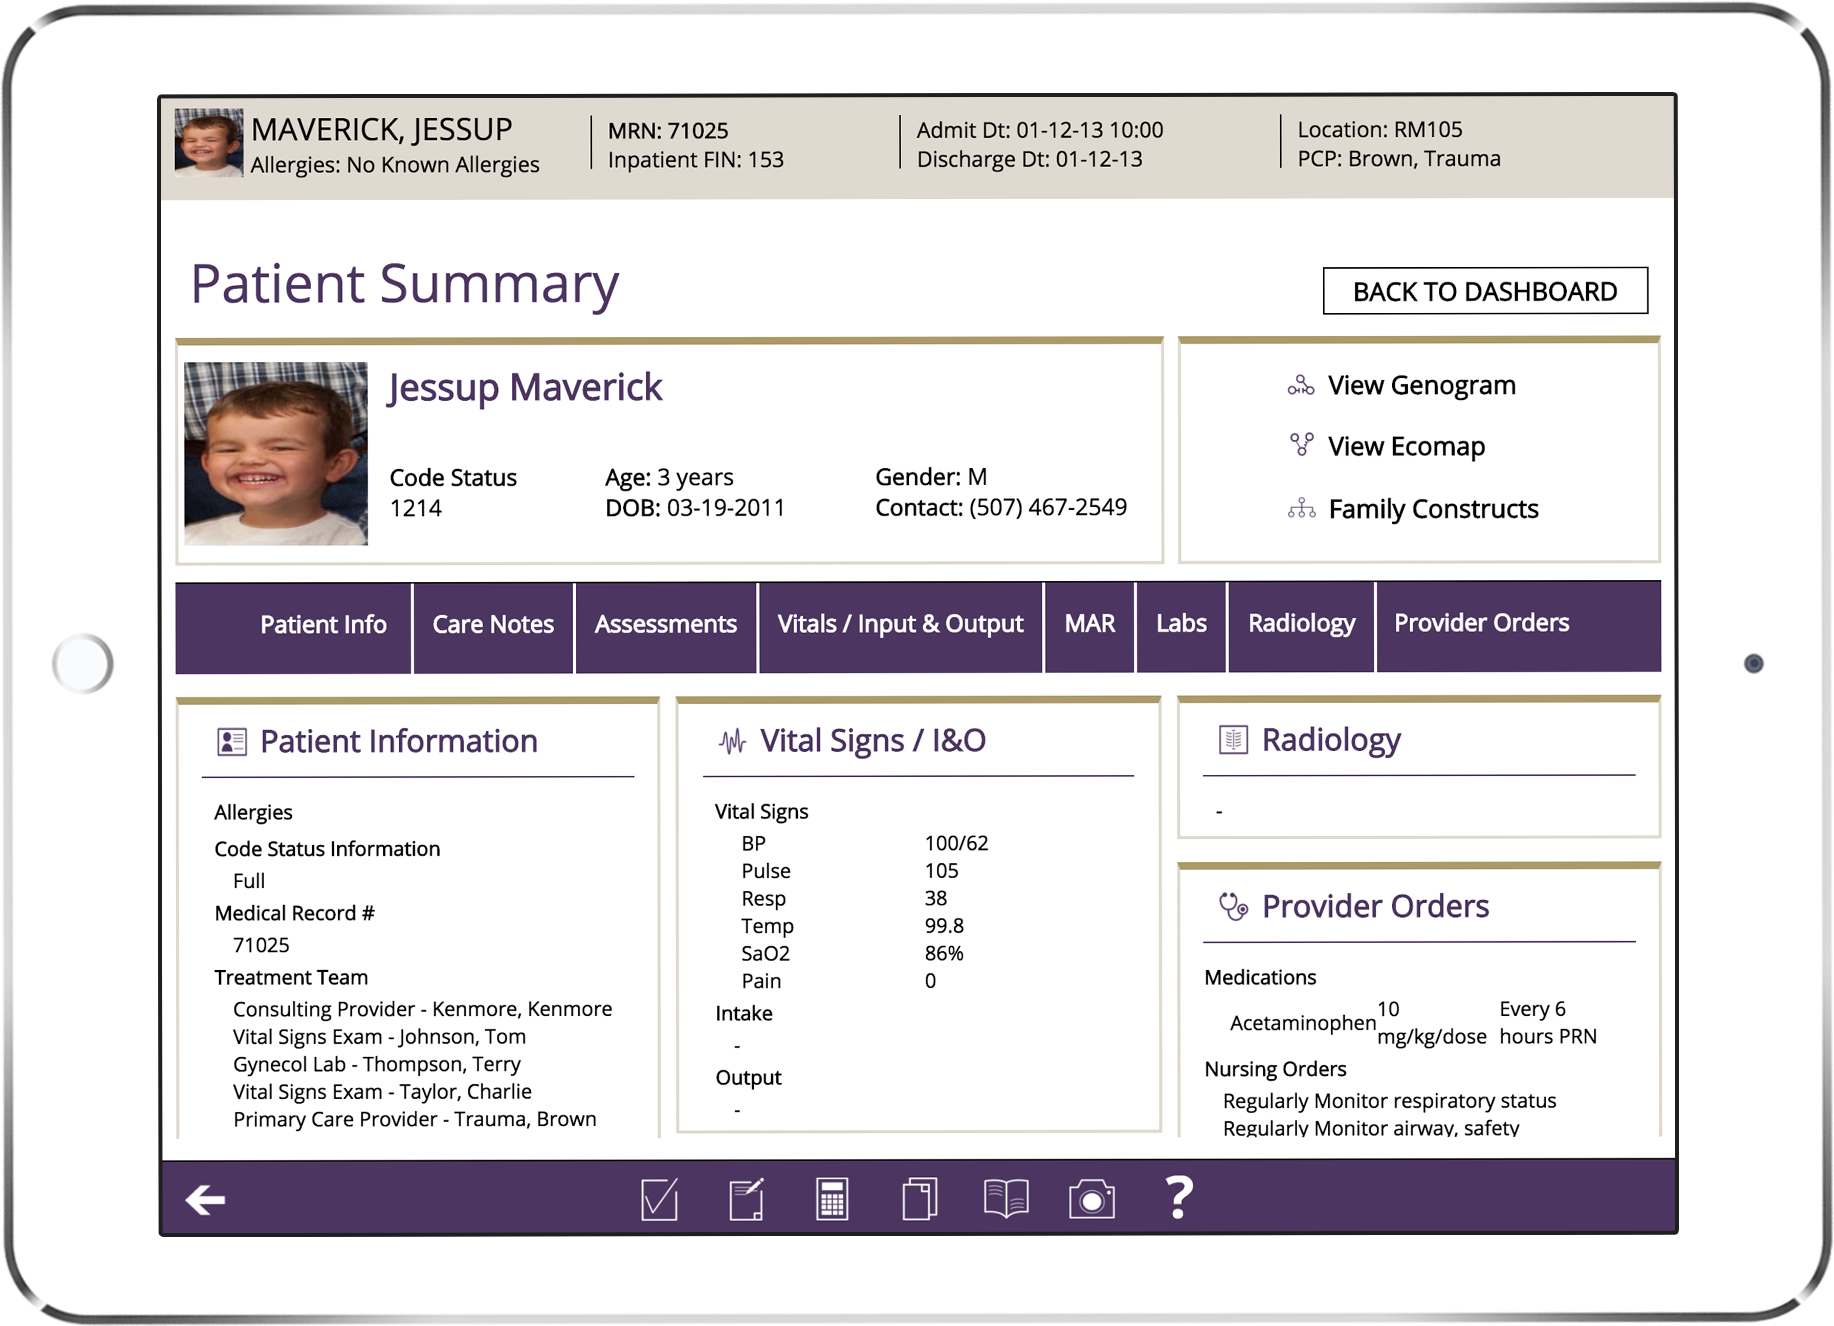 MAVERICK, JESSUP
Allergies: No Known Allergies
MRN: 71025
Inpatient FIN: 153
Admit Dt: 01-12-13 10:00
Discharge Dt: 01-12-13
Location: RM105
PCP: Brown, Trauma
Patient Summary
BACK TO DASHBOARD
Jessup Maverick
Code Status
1214
Age: 3 years
DOB: 03-19-2011
Gender: M
Contact: (507) 467-2549
View Genogram
View Ecomap
Family Constructs
Patient Info
Care Notes
Assessments
Vitals / Input & Output
MAR
Labs
Radiology
Provider Orders
Patient Information
Allergies
Code Status Information
Full
Medical Record #
71025
Treatment Team
Consulting Provider - Kenmore, Kenmore
Vital Signs Exam - Johnson, Tom
Gynecol Lab - Thompson, Terry
Vital Signs Exam - Taylor, Charlie
Primary Care Provider - Trauma, Brown
Vital Signs / I&O
Vital Signs
BP 100/62
Pulse 105
Resp 38
Temp 99.8
SaO2 86%
Pain 0
Intake
-
Output
-
Radiology
-
Provider Orders
Medications
Acetaminophen 10 mg/kg/dose Every 6 hours PRN
Nursing Orders
Regularly Monitor respiratory status
Regularly Monitor airway, safety
?